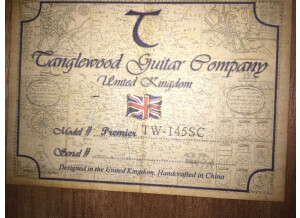 T
Tanglewood Guitar Company
United Kingdom
Model #: Premier TW-145SC
Serial #
Designed in the United Kingdom, Handcrafted in China